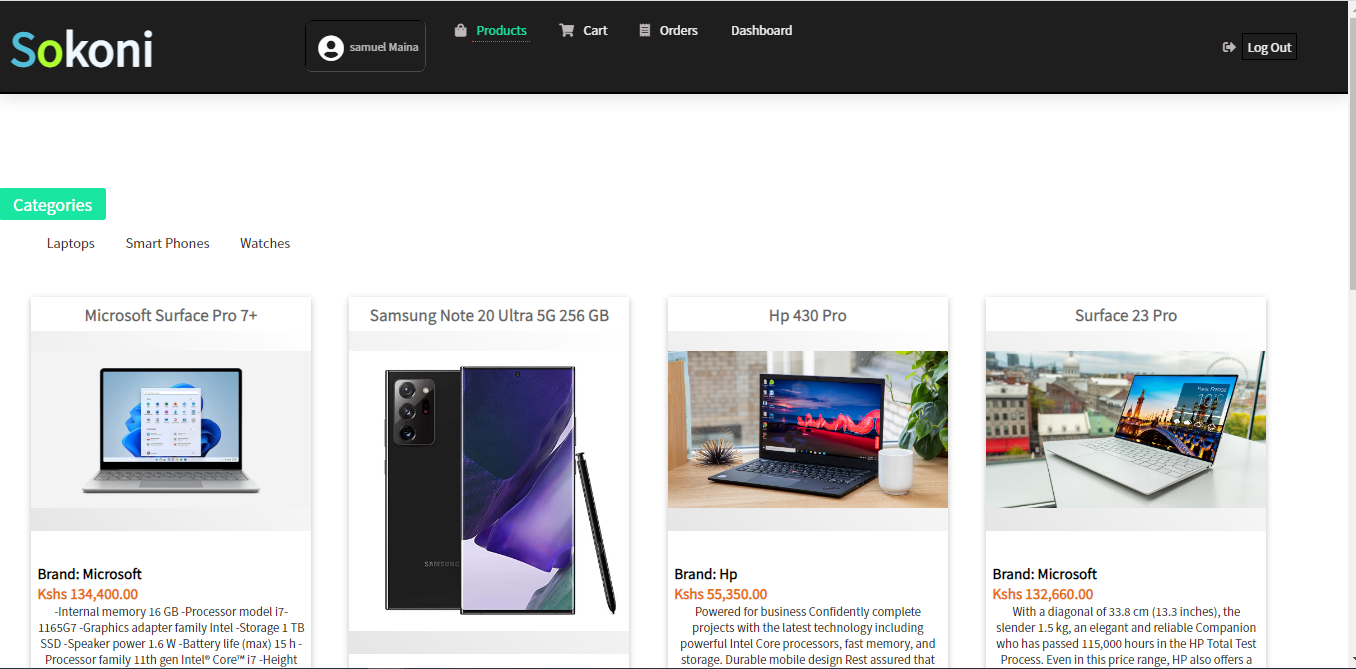 Sokoni
samuel Maina
Products
Cart
Orders
Dashboard
Log Out
Categories
Laptops
Smart Phones
Watches
Microsoft Surface Pro 7+
Brand: Microsoft
Kshs 134,400.00
-Internal memory 16 GB -Processor model i7-
1165G7 -Graphics adapter family Intel -Storage 1 TB
SSD -Speaker power 1.6 W -Battery life (max) 15 h -
Processor family 11th gen Intel® Core™ i7 -Height
Samsung Note 20 Ultra 5G 256 GB
SAMSUNG
Hp 430 Pro
Brand: Hp
Kshs 55,350.00
Powered for business Confidently complete
projects with the latest technology including
powerful Intel Core processors, fast memory, and
storage. Durable mobile design Rest assured that
Surface 23 Pro
Brand: Microsoft
Kshs 132,660.00
With a diagonal of 33.8 cm (13.3 inches), the
slender 1.5 kg, an elegant and reliable Companion
who has passed 115,000 hours in the HP Total Test
Process. Even in this price range, HP also offers a